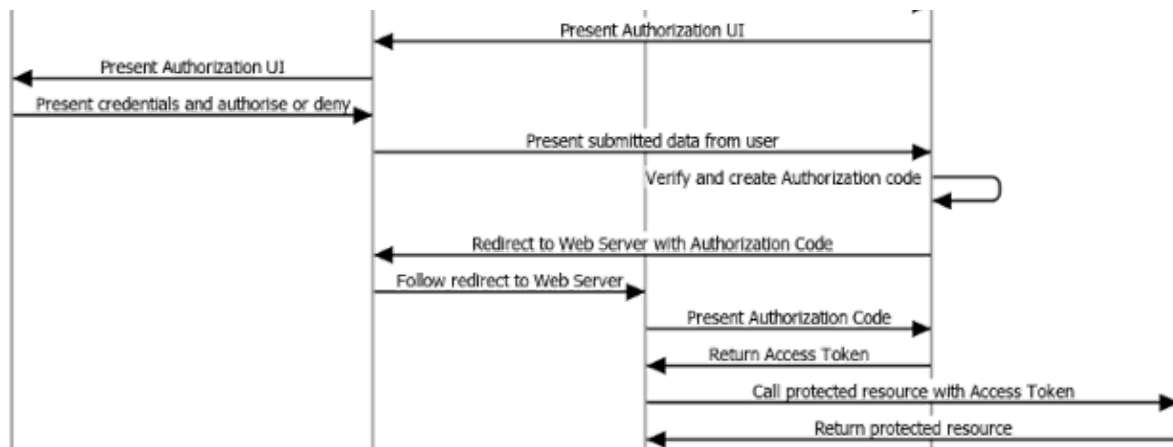 Present Authorization UI
Present Authorization UI
Present credentials and authorise or deny
Present submitted data from user
Verify and create Authorization code
Redirect to Web Server with Authorization Code
Follow redirect to Web Server
Present Authorization Code
Return Access Token
Call protected resource with Access Token
Return protected resource